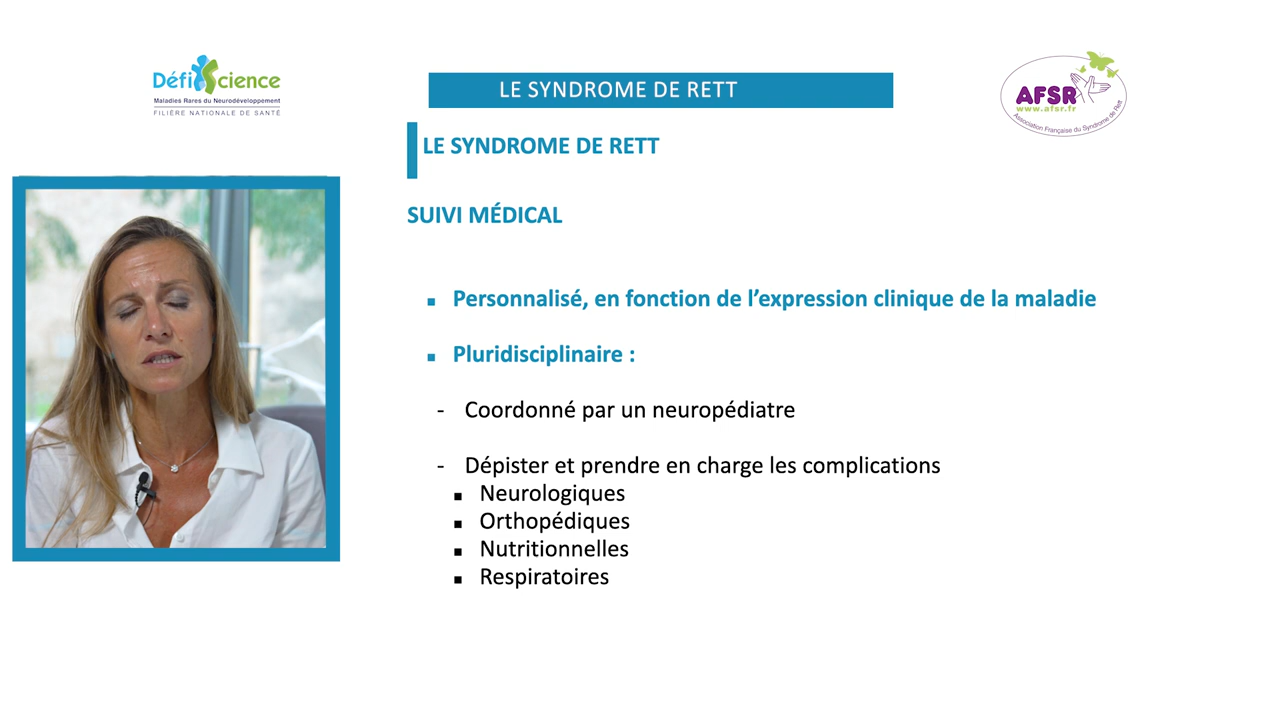 DéfiScience
Maladies Rares du Neurodéveloppement
FILIÈRE NATIONALE DE SANTÉ
LE SYNDROME DE RETT
AFSR
www.afsr.fr
Association Française du Syndrome de Rett
LE SYNDROME DE RETT
SUIVI MÉDICAL
▪ Personnalisé, en fonction de l’expression clinique de la maladie
▪ Pluridisciplinaire :
- Coordonné par un neuropédiatre
- Dépister et prendre en charge les complications
▪ Neurologiques
▪ Orthopédiques
▪ Nutritionnelles
▪ Respiratoires